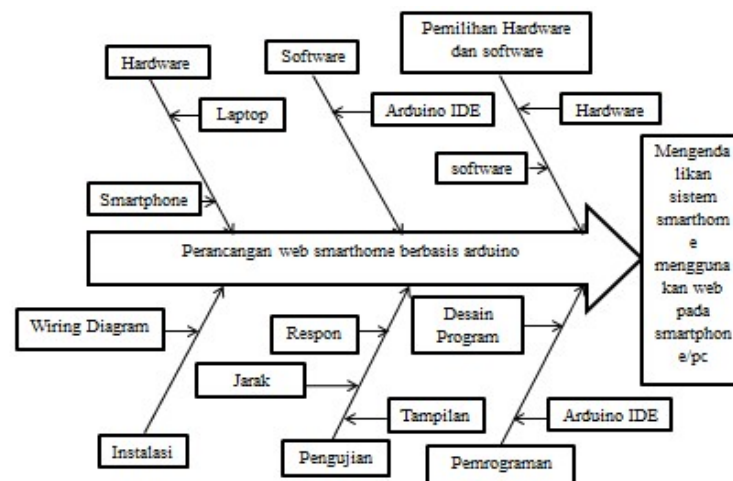 Hardware
Software
Pemilihan Hardware
dan software
Laptop
Arduino IDE
Hardware
software
Smartphone
Perancangan web smarthome berbasis arduino
Mengenda
likan
sistem
smarthom
e
mengguna
kan web
pada
smartphon
e/pc
Wiring Diagram
Respon
Desain
Program
Jarak
Tampilan
Arduino IDE
Instalasi
Pengujian
Pemrograman